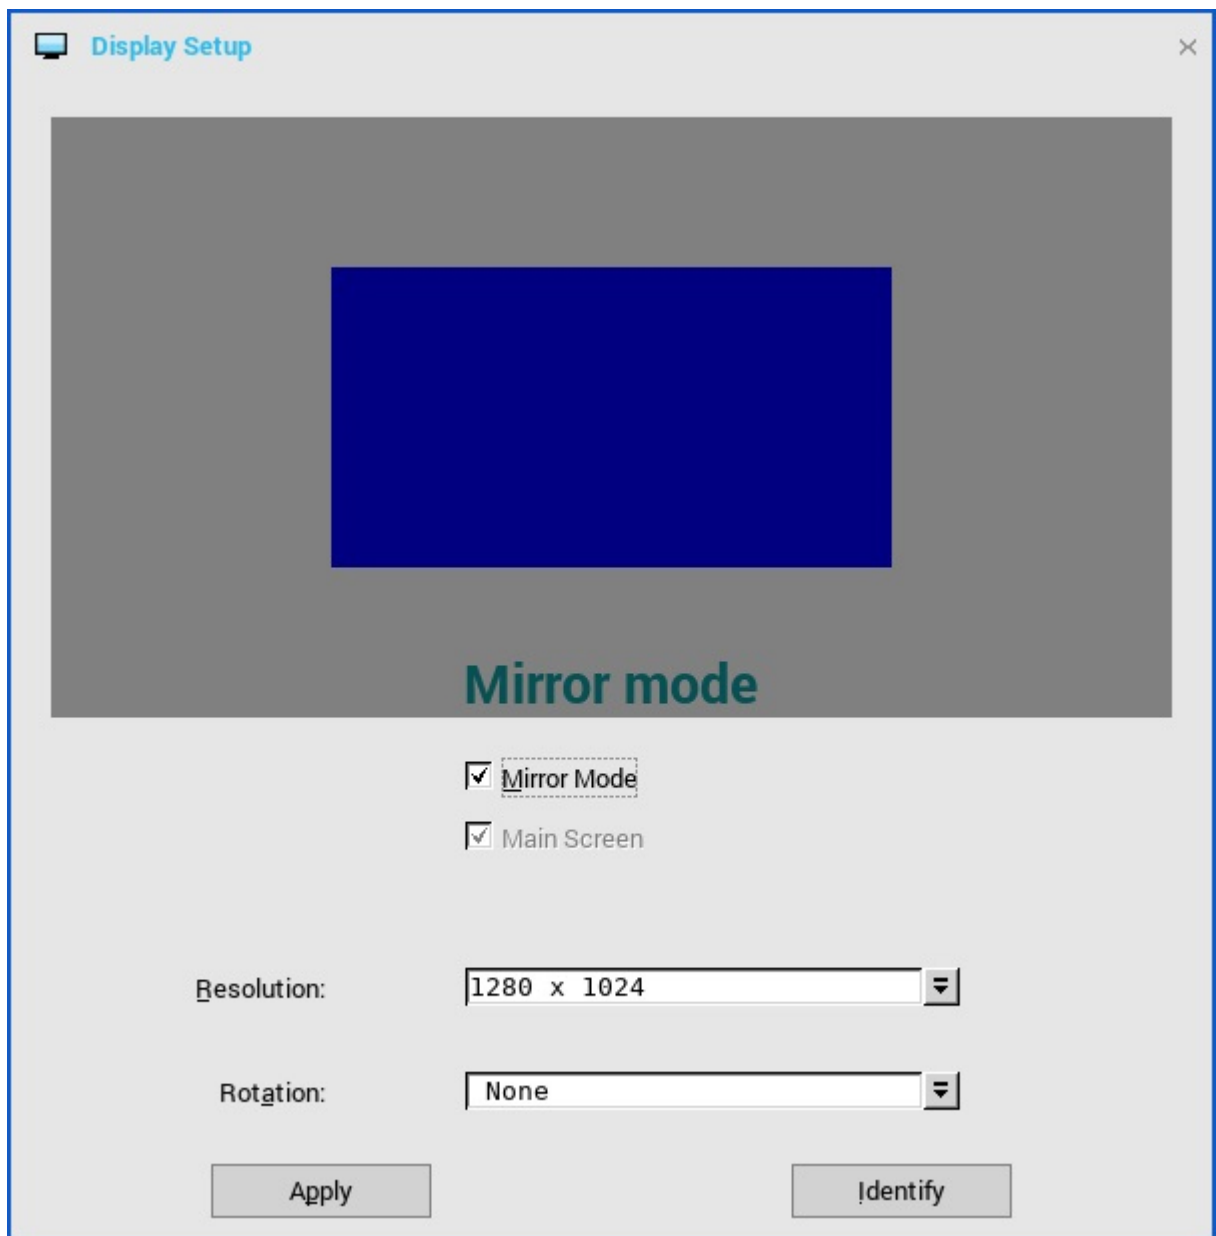 Display Setup
Mirror mode
Mirror Mode
Main Screen
Resolution: 1280 x 1024
Rotation: None
Apply Identify